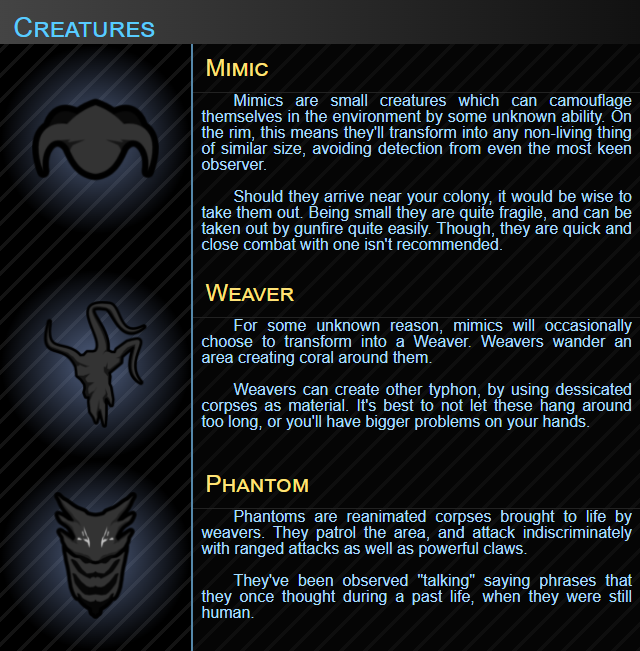 Creatures
Mimic
Mimics are small creatures which can camouflage
themselves in the environment by some unknown ability. On
the rim, this means they'll transform into any non-living thing
of similar size, avoiding detection from even the most keen
observer.
Should they arrive near your colony, it would be wise to
take them out. Being small they are quite fragile, and can be
taken out by gunfire quite easily. Though, they are quick and
close combat with one isn't recommended.
Weaver
For some unknown reason, mimics will occasionally
choose to transform into a Weaver. Weavers wander an
area creating coral around them.
Weavers can create other typhon, by using dessicated
corpses as material. It's best to not let these hang around
too long, or you'll have bigger problems on your hands.
Phantom
Phantoms are reanimated corpses brought to life by
weavers. They patrol the area, and attack indiscriminately
with ranged attacks as well as powerful claws.
They've been observed "talking" saying phrases that
they once thought during a past life, when they were still
human.